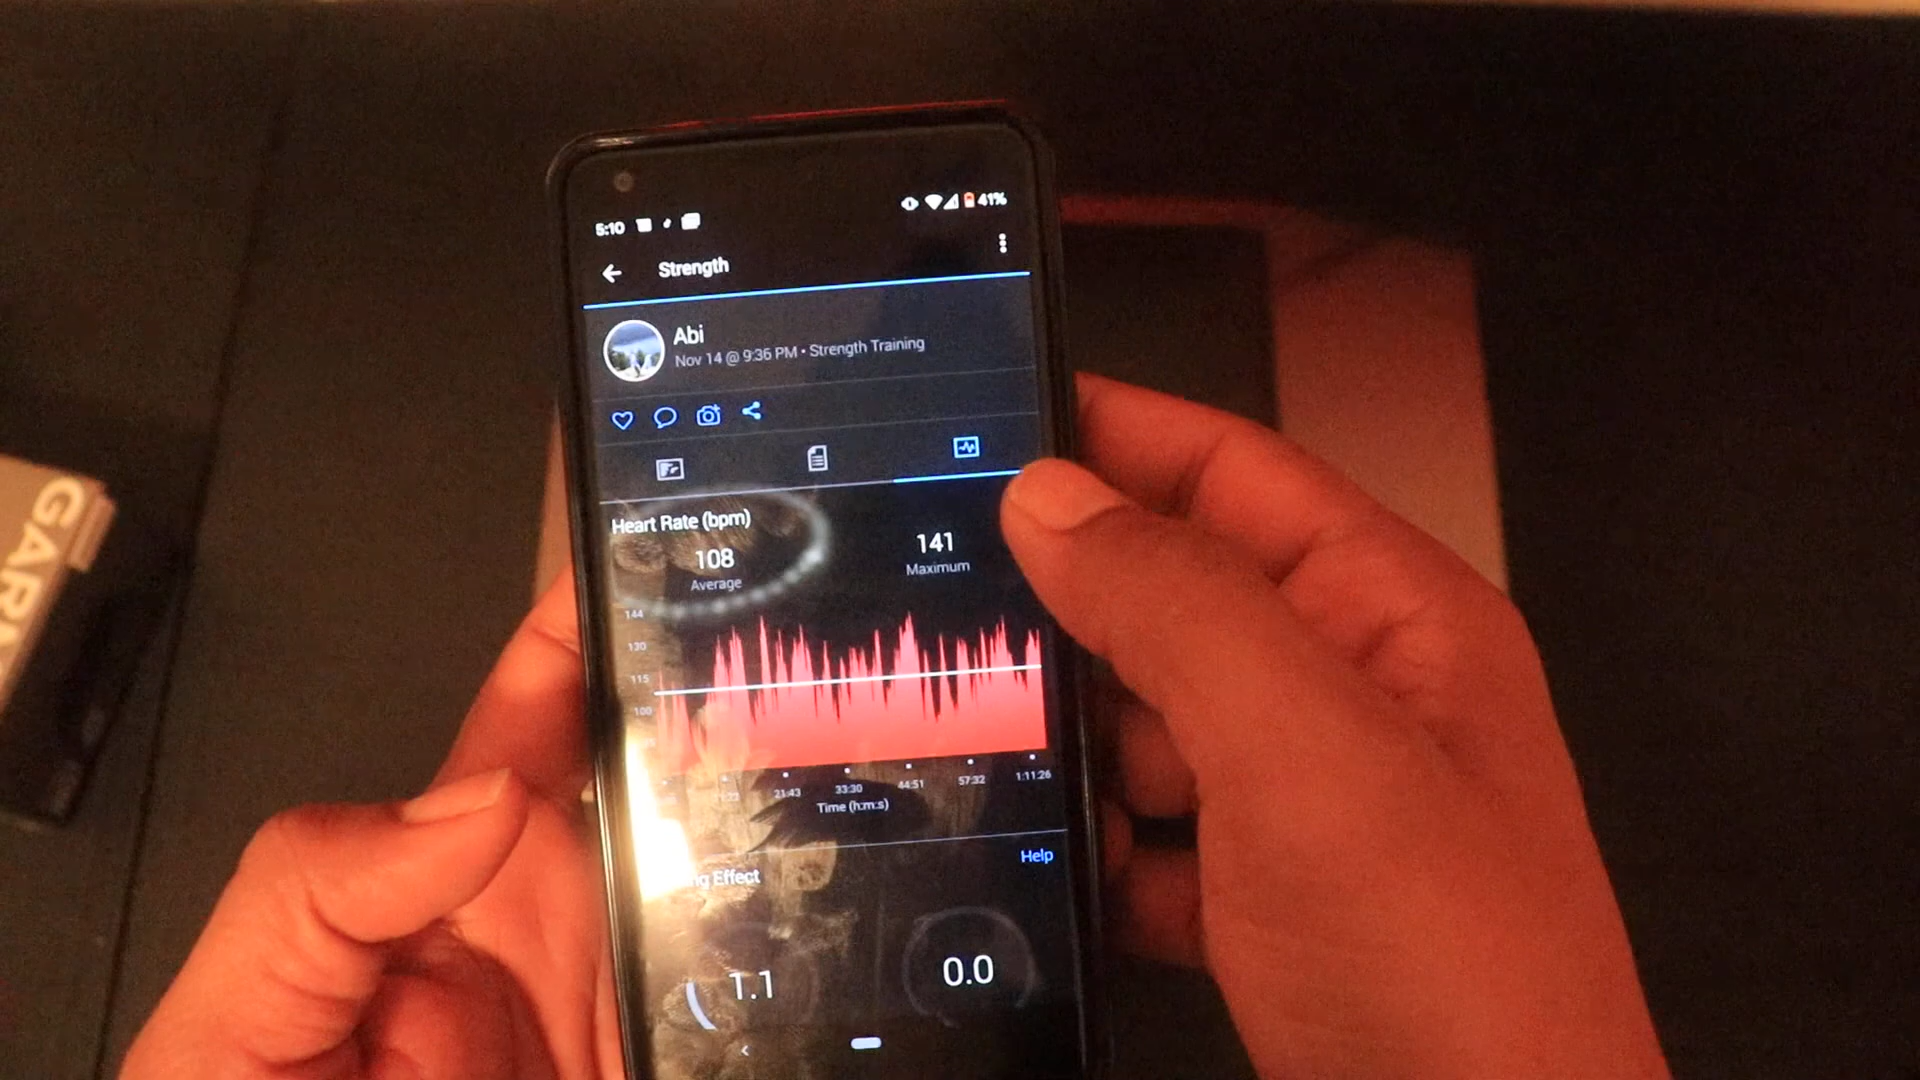 5:10
41%
Strength
Abi
Nov 14 @ 9:36 PM • Strength Training
Heart Rate (bpm)
108
Average
141
Maximum
144
130
115
100
21:43
33:30
44:51
57:32
1:11:26
Time (h:m:s)
Help
Effect
1.1
0.0
GAR